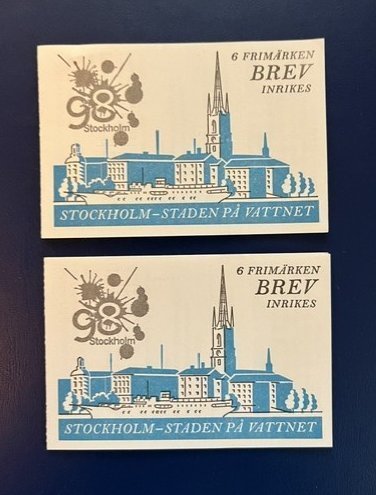 6 FRIMÄRKEN
BREV
INRIKES
98
Stockholm
STOCKHOLM–STADEN PÅ VATTNET
6 FRIMÄRKEN
BREV
INRIKES
98
Stockholm
STOCKHOLM–STADEN PÅ VATTNET